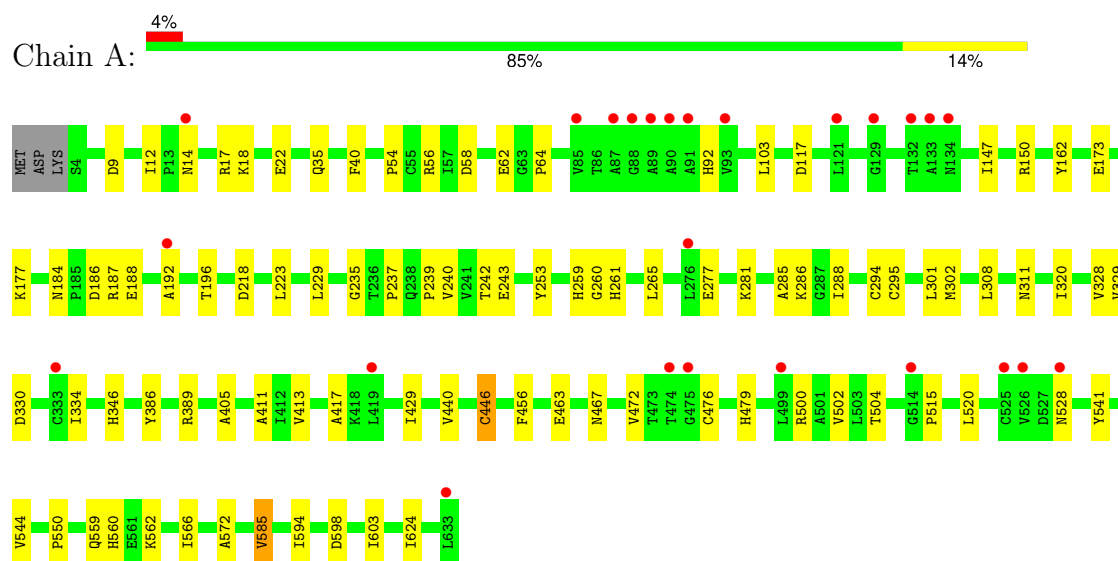 4%
Chain A:
85% 14%
MET ASP LYS S4 D9 I12 P13 N14 R17 K18 E22 Q35 F40 P54 C55 R56 I57 D58 E62 G63 P64 V85 T86 A87 G88 A89 A90 A91 H92 V93 L103 D117 L121 G129 T132 A133 N134 I147 R150 Y162 E173
K177 N184 P185 D186 R187 E188 A192 T196 D218 L223 L229 G235 T236 P237 Q238 P239 V240 V241 T242 E243 Y253 H259 G260 H261 L265 L276 E277 K281 A285 K286 G287 I288 C294 C295 L301 M302 L308 N311 I320 V328
D330 C333 I334 H346 Y386 R389 A405 A411 I412 V413 A417 K418 L419 I429 V440 C446 F456 E463 N467 V472 T473 T474 G475 C476 H479 L499 R500 A501 V502 L503 T504 G514 P515 L520 C525 V526 D527 N528 Y541
V544 P550 Q559 H560 E561 K562 I566 A572 V585 I594 D598 I603 I624 L633